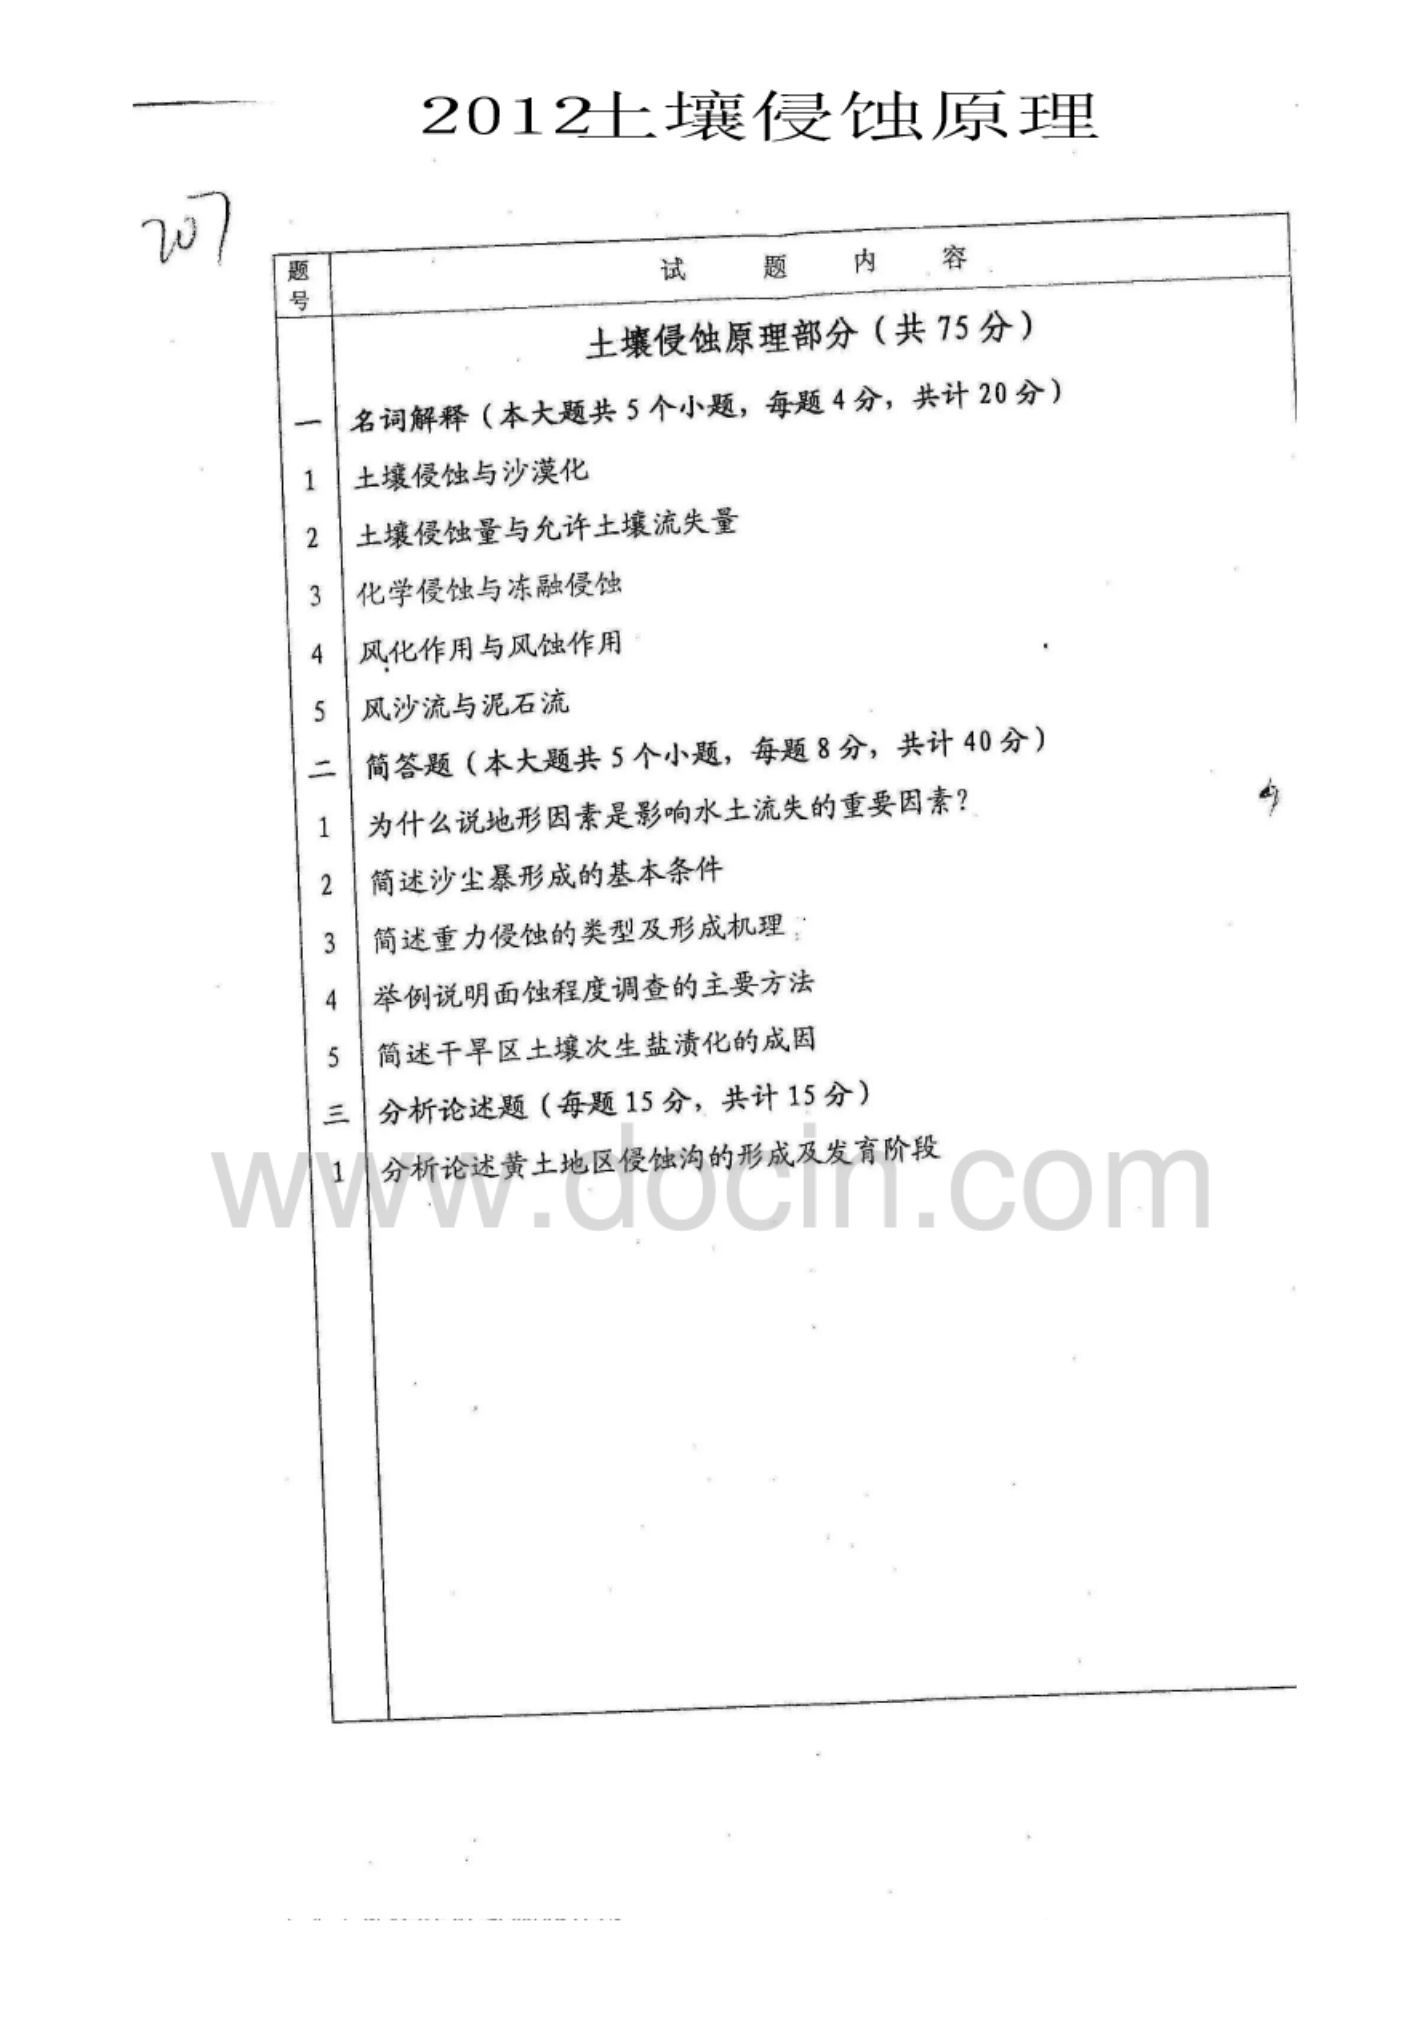 2012土壤侵蚀原理
207
题号 试 题 内 容
土壤侵蚀原理部分（共 75 分）
一 名词解释（本大题共 5 个小题，每题 4 分，共计 20 分）
1 土壤侵蚀与沙漠化
2 土壤侵蚀量与允许土壤流失量
3 化学侵蚀与冻融侵蚀
4 风化作用与风蚀作用
5 风沙流与泥石流
二 简答题（本大题共 5 个小题，每题 8 分，共计 40 分）
1 为什么说地形因素是影响水土流失的重要因素？
2 简述沙尘暴形成的基本条件
3 简述重力侵蚀的类型及形成机理
4 举例说明面蚀程度调查的主要方法
5 简述干旱区土壤次生盐渍化的成因
三 分析论述题（每题 15 分，共计 15 分）
1 分析论述黄土地区侵蚀沟的形成及发育阶段
www.docin.com